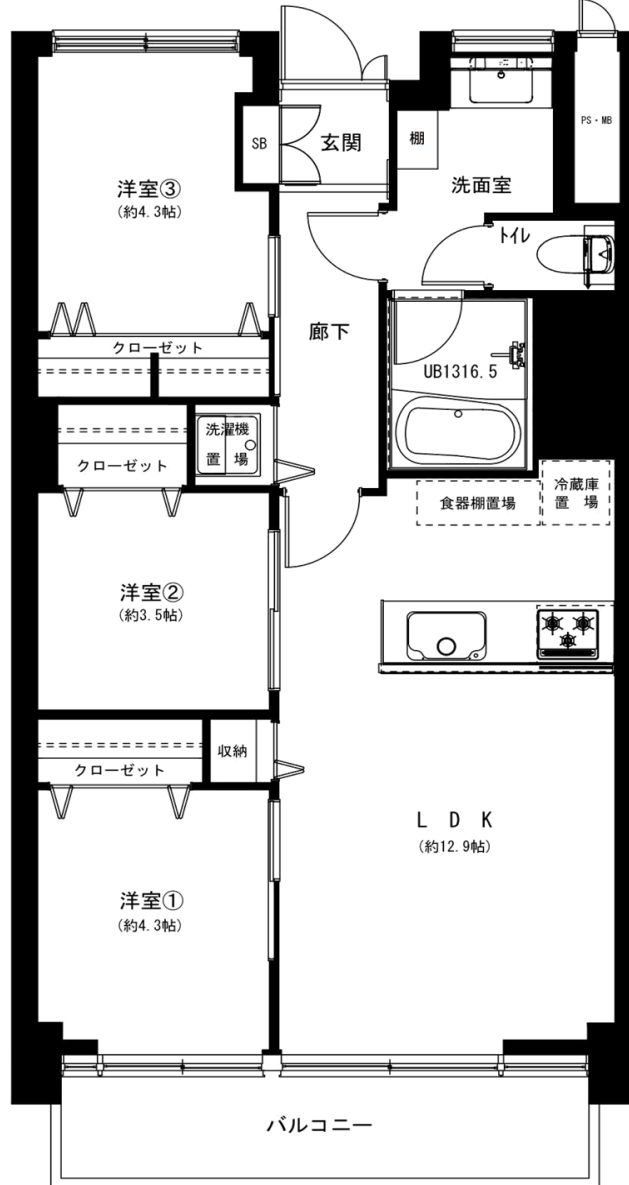 PS・MB
SB
玄関
棚
洗面室
洋室③
(約4.3帖)
トイレ
クローゼット
廊下
UB1316.5
洗濯機
置 場
クローゼット
食器棚置場
冷蔵庫
置 場
洋室②
(約3.5帖)
収納
クローゼット
L D K
(約12.9帖)
洋室①
(約4.3帖)
バルコニー